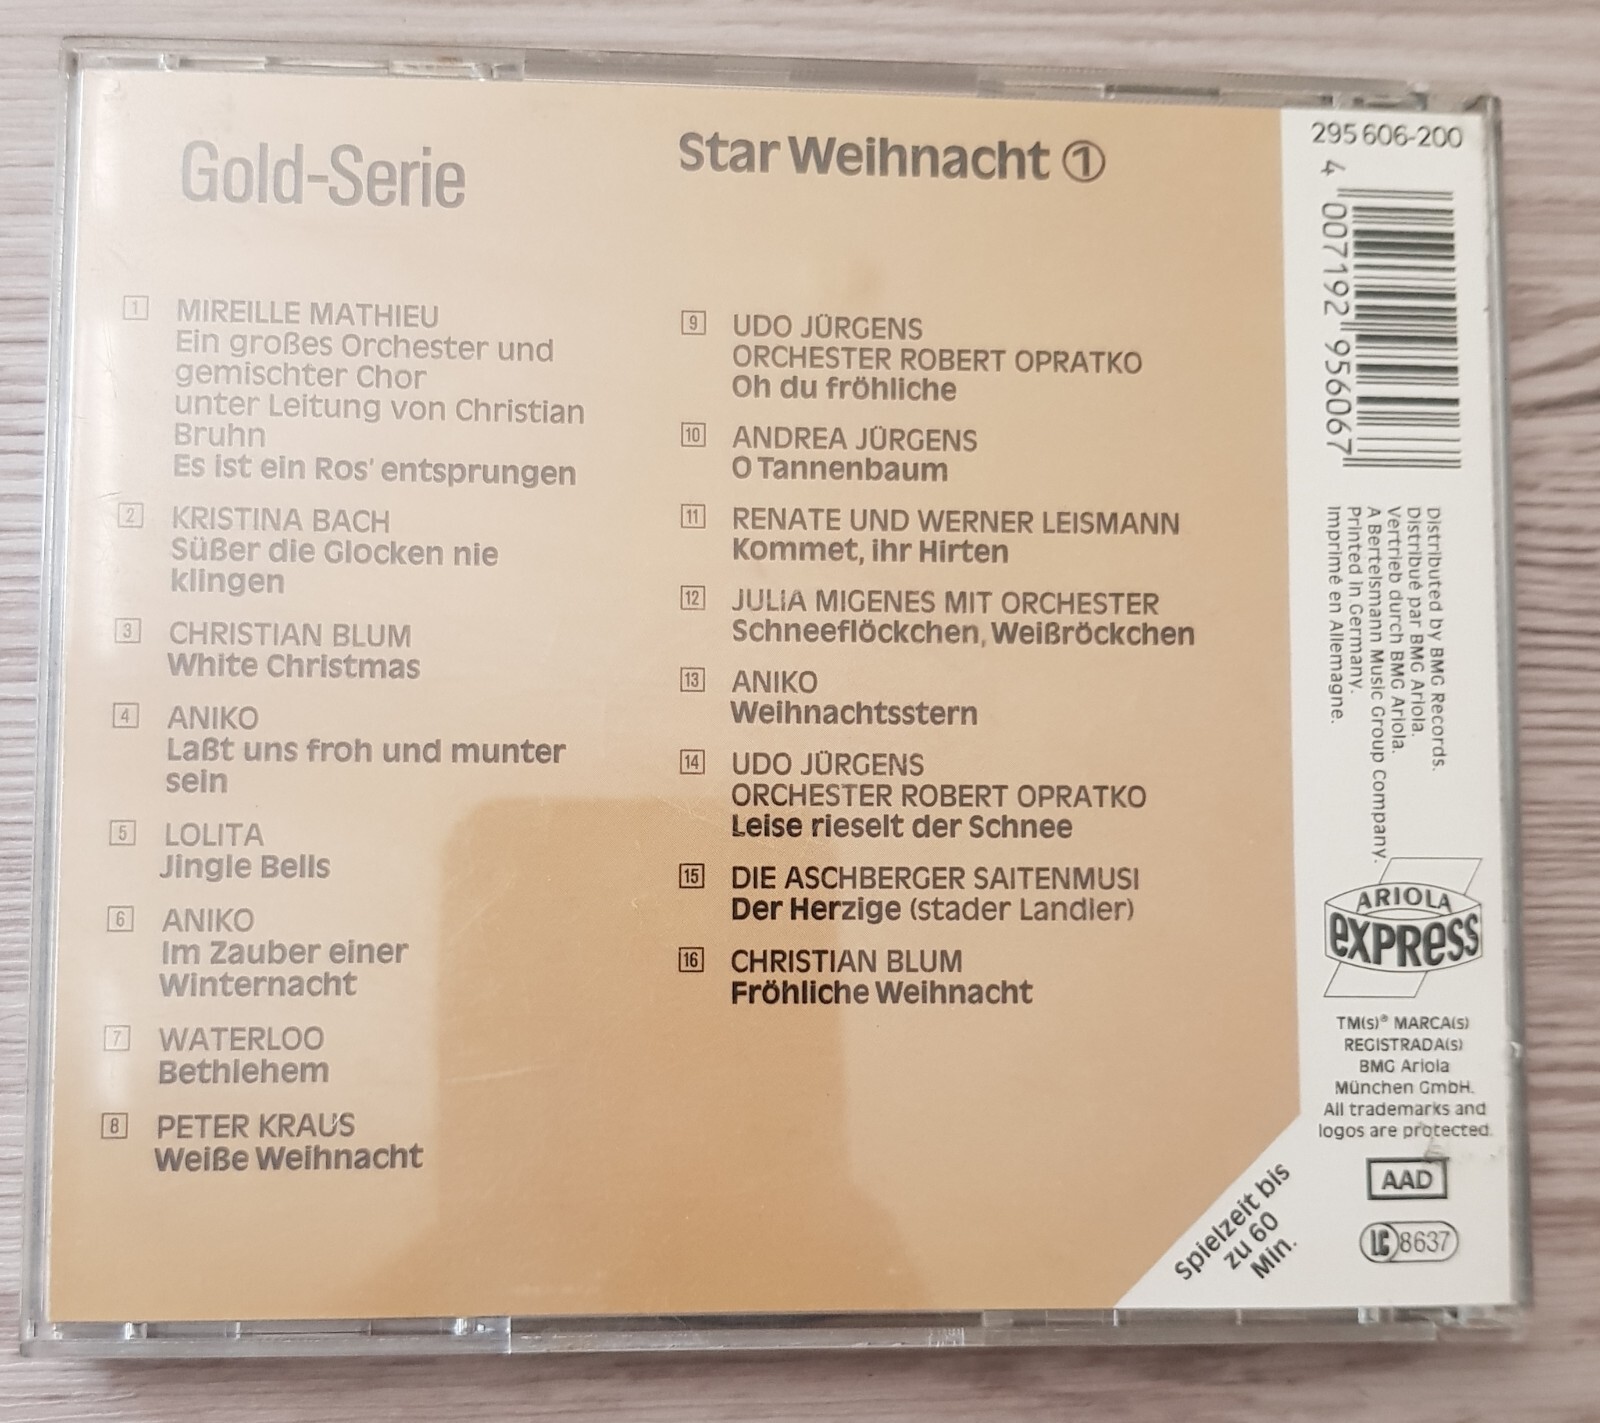 Gold-Serie
Star Weihnacht ①
1 MIREILLE MATHIEU
Ein großes Orchester und
gemischter Chor
unter Leitung von Christian
Bruhn
Es ist ein Ros' entsprungen
2 KRISTINA BACH
Süßer die Glocken nie
klingen
3 CHRISTIAN BLUM
White Christmas
4 ANIKO
Laßt uns froh und munter
sein
5 LOLITA
Jingle Bells
6 ANIKO
Im Zauber einer
Winternacht
7 WATERLOO
Bethlehem
8 PETER KRAUS
Weiße Weihnacht
9 UDO JÜRGENS
ORCHESTER ROBERT OPRATKO
Oh du fröhliche
10 ANDREA JÜRGENS
O Tannenbaum
11 RENATE UND WERNER LEISMANN
Kommet, ihr Hirten
12 JULIA MIGENES MIT ORCHESTER
Schneeflöckchen, Weißröckchen
13 ANIKO
Weihnachtsstern
14 UDO JÜRGENS
ORCHESTER ROBERT OPRATKO
Leise rieselt der Schnee
15 DIE ASCHBERGER SAITENMUSI
Der Herzige (stader Landler)
16 CHRISTIAN BLUM
Fröhliche Weihnacht
Spielzeit bis
zu 60
Min.
295 606-200
4 007192 956067
Distributed by BMG Records.
Distribué par BMG Ariola.
Vertrieb durch BMG Ariola.
A Bertelsmann Music Group Company.
Printed in Germany.
Imprimé en Allemagne.
ARIOLA
eXPReSS
TM(s)® MARCA(s)
REGISTRADA(s)
BMG Ariola
München GmbH.
All trademarks and
logos are protected.
AAD
LC 8637